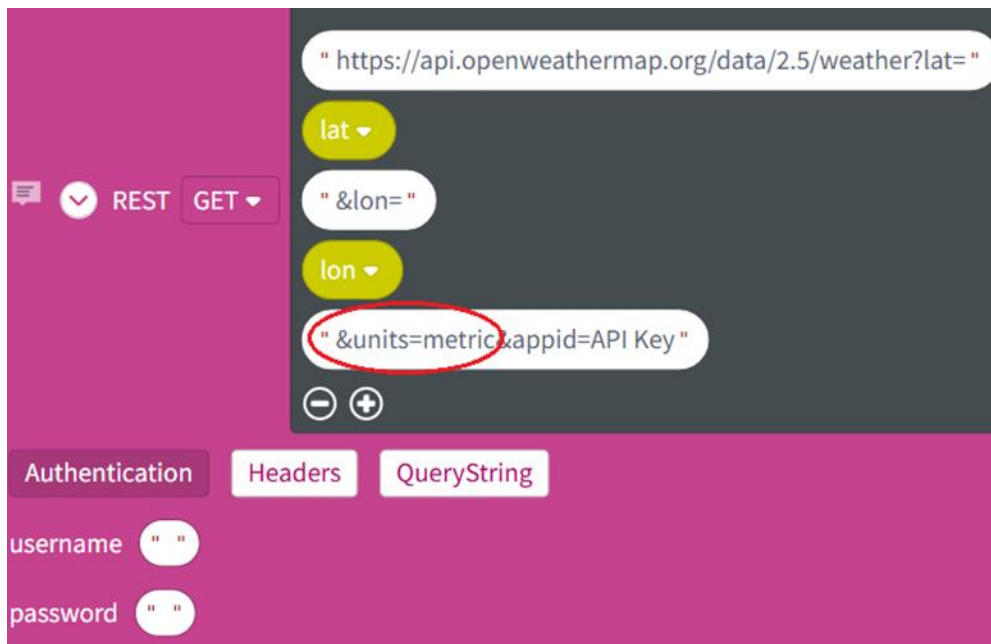 " https://api.openweathermap.org/data/2.5/weather?lat= "
lat
REST GET
" &lon= "
lon
" &units=metric&appid=API Key "
Authentication Headers QueryString
username " "
password " "